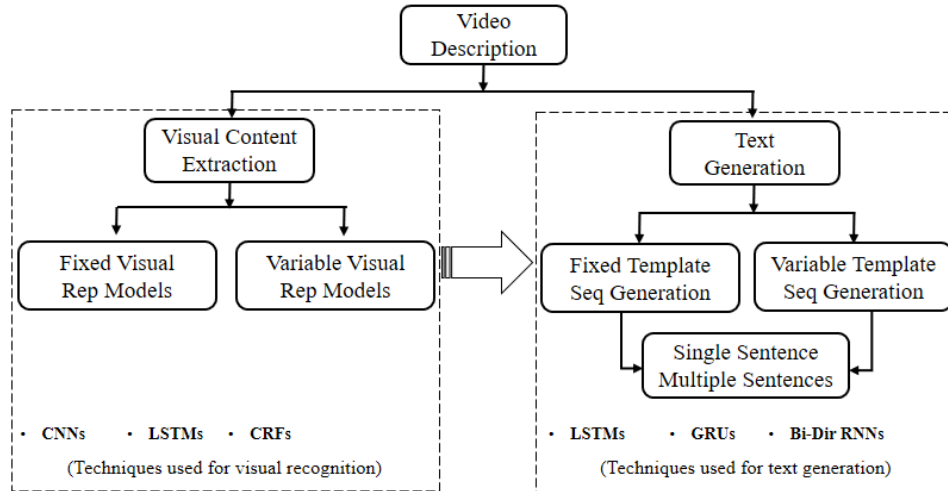 Video
Description
Visual Content
Extraction
Text
Generation
Fixed Visual
Rep Models
Variable Visual
Rep Models
Fixed Template
Seq Generation
Variable Template
Seq Generation
Single Sentence
Multiple Sentences
• CNNs • LSTMs • CRFs
(Techniques used for visual recognition)
• LSTMs • GRUs • Bi-Dir RNNs
(Techniques used for text generation)